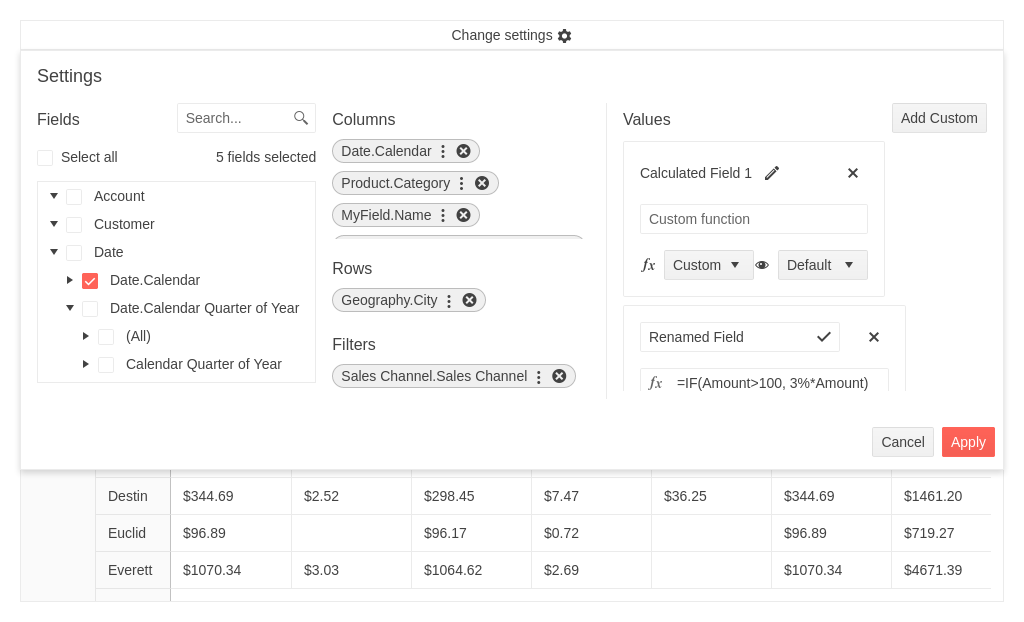 Change settings
Settings
Fields
Search...
Select all
5 fields selected
Account
Customer
Date
Date.Calendar
Date.Calendar Quarter of Year
(All)
Calendar Quarter of Year
Columns
Date.Calendar
Product.Category
MyField.Name
Rows
Geography.City
Filters
Sales Channel.Sales Channel
Values
Add Custom
Calculated Field 1
Custom function
fx Custom Default
Renamed Field
fx =IF(Amount>100, 3%*Amount)
Cancel Apply
Destin $344.69 $2.52 $298.45 $7.47 $36.25 $344.69 $1461.20
Euclid $96.89 $96.17 $0.72 $96.89 $719.27
Everett $1070.34 $3.03 $1064.62 $2.69 $1070.34 $4671.39